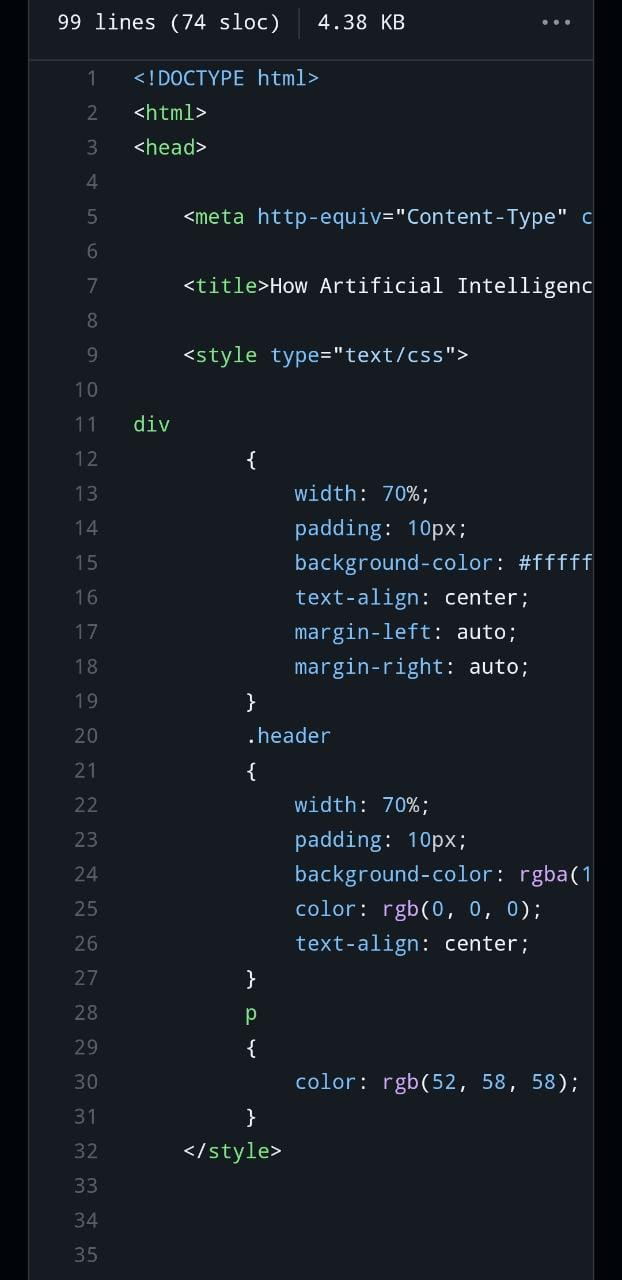 99 lines (74 sloc) 4.38 KB
1 <!DOCTYPE html>
2 <html>
3 <head>
4
5 <meta http-equiv="Content-Type" c
6
7 <title>How Artificial Intelligenc
8
9 <style type="text/css">
10
11 div
12 {
13 width: 70%;
14 padding: 10px;
15 background-color: #fffff
16 text-align: center;
17 margin-left: auto;
18 margin-right: auto;
19 }
20 .header
21 {
22 width: 70%;
23 padding: 10px;
24 background-color: rgba(1
25 color: rgb(0, 0, 0);
26 text-align: center;
27 }
28 p
29 {
30 color: rgb(52, 58, 58);
31 }
32 </style>
33
34
35